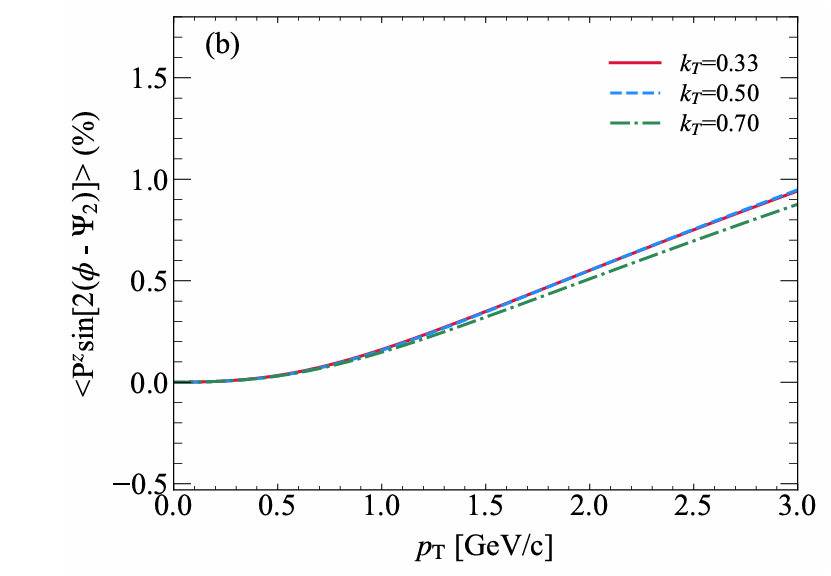 (b)
k_T=0.33
k_T=0.50
k_T=0.70
<P^z sin[2(ϕ - Ψ_2)]> (%)
1.5
1.0
0.5
0.0
−0.5
0.0 0.5 1.0 1.5 2.0 2.5 3.0
p_T [GeV/c]